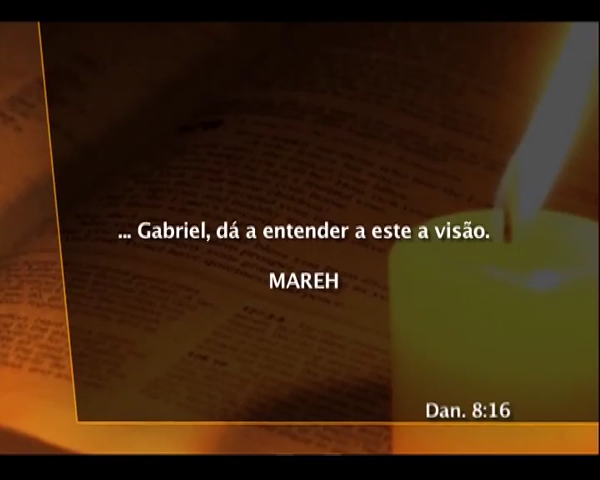 ... Gabriel, dá a entender a este a visão.
MAREH
Dan. 8:16